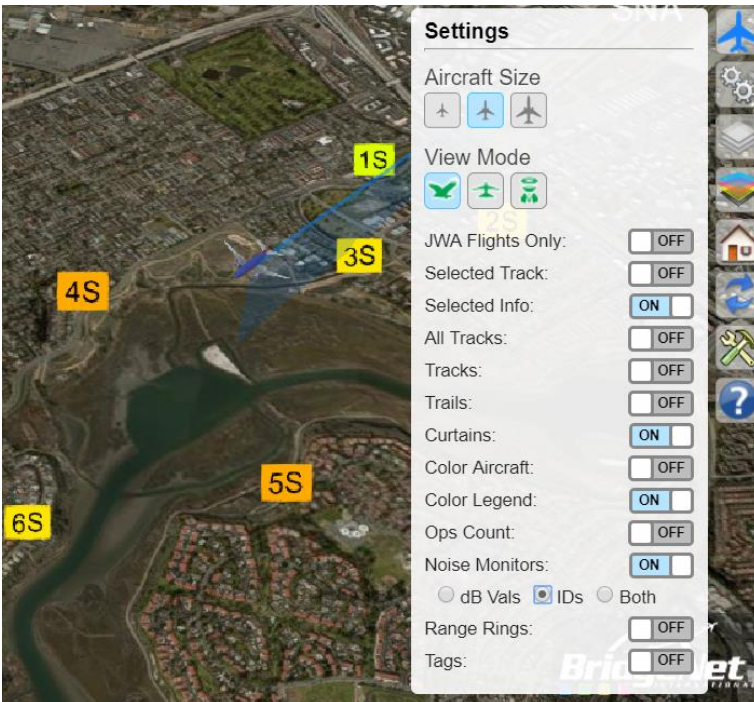 SNA
Settings
Aircraft Size
View Mode
2S
JWA Flights Only: OFF
Selected Track: OFF
Selected Info: ON
All Tracks: OFF
Tracks: OFF
Trails: OFF
Curtains: ON
Color Aircraft: OFF
Color Legend: ON
Ops Count: OFF
Noise Monitors: ON
dB Vals IDs Both
Range Rings: OFF
Tags: OFF
1S
3S
4S
5S
6S
?
BridgeNet
INTERNATIONAL